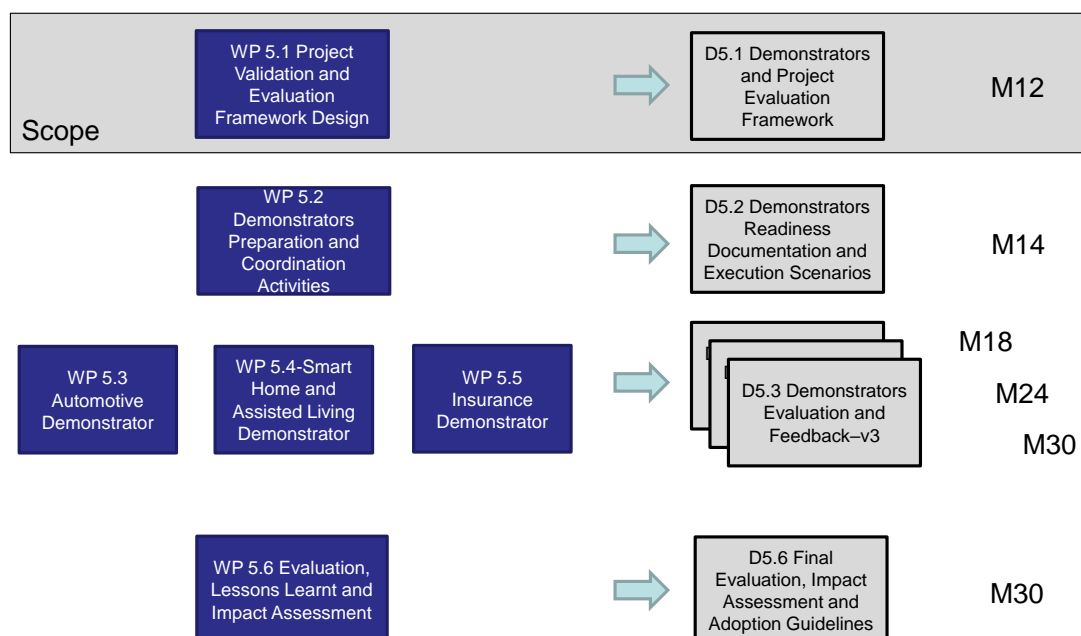 WP 5.1 Project
Validation and
Evaluation
Framework Design
D5.1 Demonstrators
and Project
Evaluation
Framework
M12
Scope
WP 5.2
Demonstrators
Preparation and
Coordination
Activities
D5.2 Demonstrators
Readiness
Documentation and
Execution Scenarios
M14
WP 5.3
Automotive
Demonstrator
WP 5.4-Smart
Home and
Assisted Living
Demonstrator
WP 5.5
Insurance
Demonstrator
D5.3 Demonstrators
Evaluation and
Feedback–v3
M18
M24
M30
WP 5.6 Evaluation,
Lessons Learnt and
Impact Assessment
D5.6 Final
Evaluation, Impact
Assessment and
Adoption Guidelines
M30